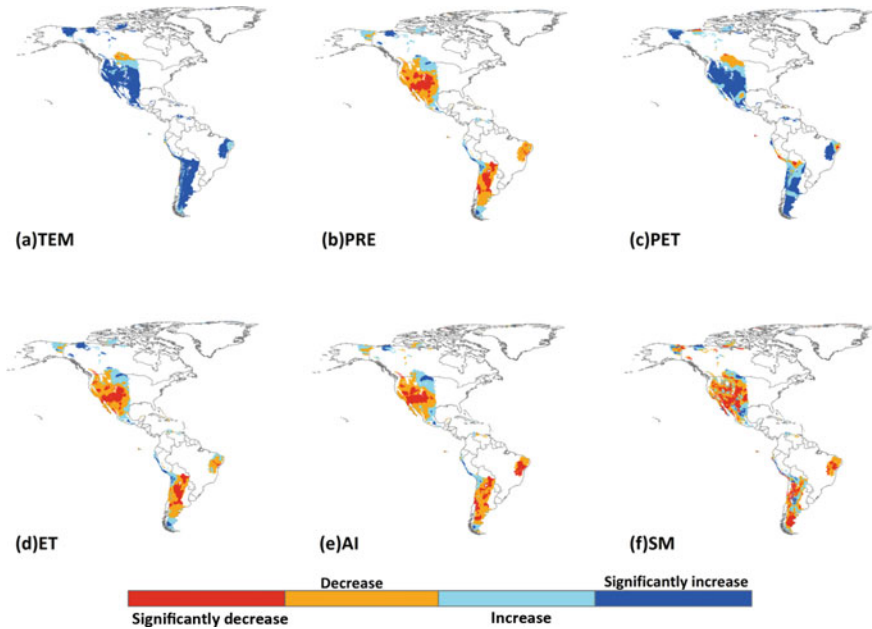 (a)TEM
(b)PRE
(c)PET
(d)ET
(e)AI
(f)SM
Decrease
Significantly increase
Significantly decrease
Increase